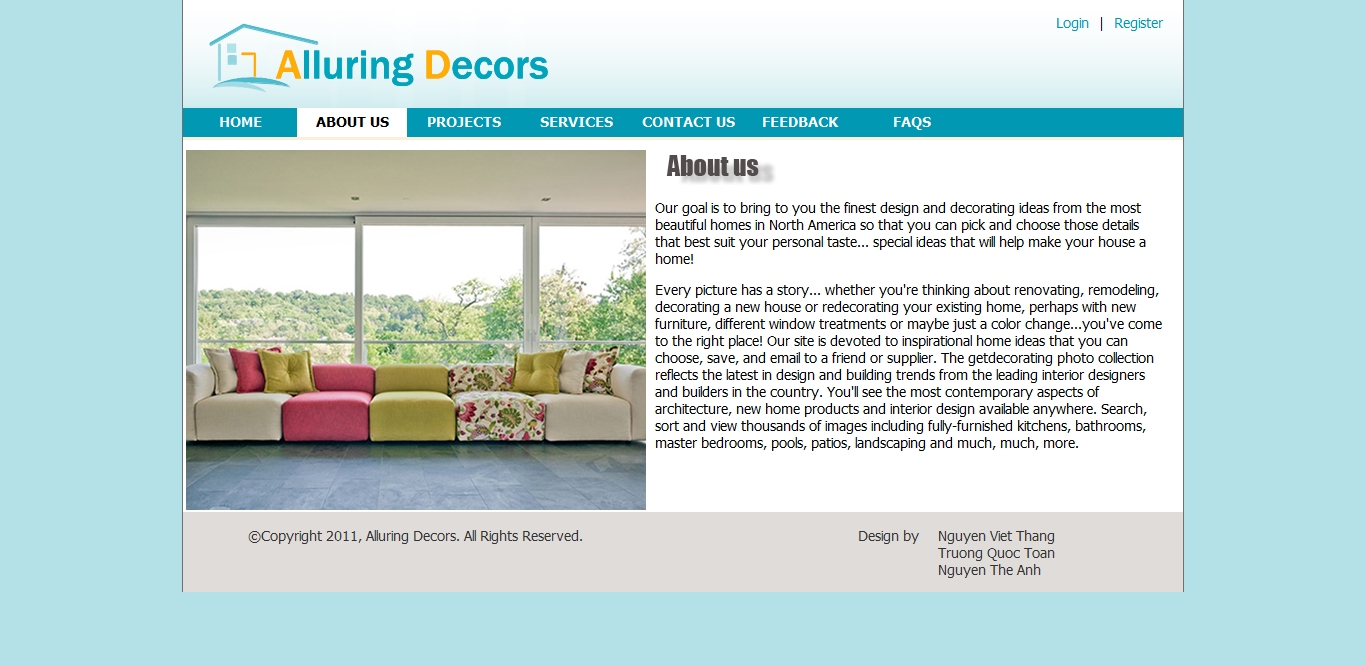 Login | Register
Alluring Decors
HOME ABOUT US PROJECTS SERVICES CONTACT US FEEDBACK FAQS
About us
Our goal is to bring to you the finest design and decorating ideas from the most
beautiful homes in North America so that you can pick and choose those details
that best suit your personal taste... special ideas that will help make your house a
home!
Every picture has a story... whether you're thinking about renovating, remodeling,
decorating a new house or redecorating your existing home, perhaps with new
furniture, different window treatments or maybe just a color change...you've come
to the right place! Our site is devoted to inspirational home ideas that you can
choose, save, and email to a friend or supplier. The getdecorating photo collection
reflects the latest in design and building trends from the leading interior designers
and builders in the country. You'll see the most contemporary aspects of
architecture, new home products and interior design available anywhere. Search,
sort and view thousands of images including fully-furnished kitchens, bathrooms,
master bedrooms, pools, patios, landscaping and much, much, more.
©Copyright 2011, Alluring Decors. All Rights Reserved.
Design by Nguyen Viet Thang
Truong Quoc Toan
Nguyen The Anh